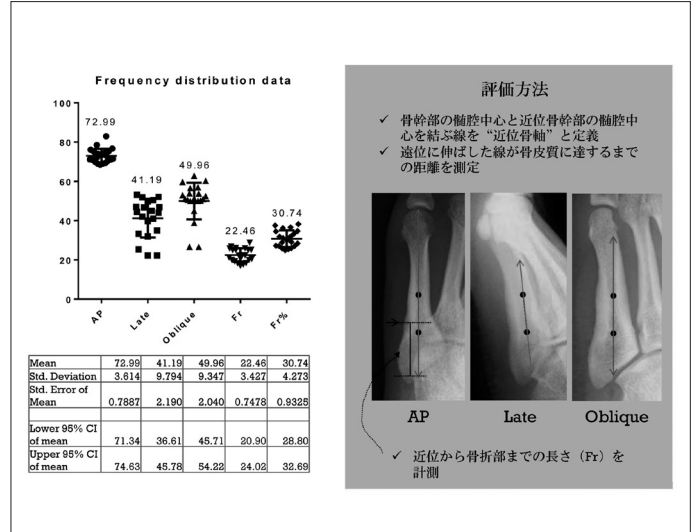 Frequency distribution data
100
80
60
40
20
0
72.99
41.19
49.96
22.46
30.74
AP
Late
Oblique
Fr
Fr%
Mean 72.99 41.19 49.96 22.46 30.74
Std. Deviation 3.614 9.794 9.347 3.427 4.273
Std. Error of
Mean 0.7887 2.190 2.040 0.7478 0.9325
Lower 95% CI
of mean 71.34 36.61 45.71 20.90 28.80
Upper 95% CI
of mean 74.63 45.78 54.22 24.02 32.69
評価方法
✓ 骨幹部の髄腔中心と近位骨幹部の髄腔中
心を結ぶ線を“近位骨軸”と定義
✓ 遠位に伸ばした線が骨皮質に達するまで
の距離を測定
AP Late Oblique
✓ 近位から骨折部までの長さ（Fr）を
計測